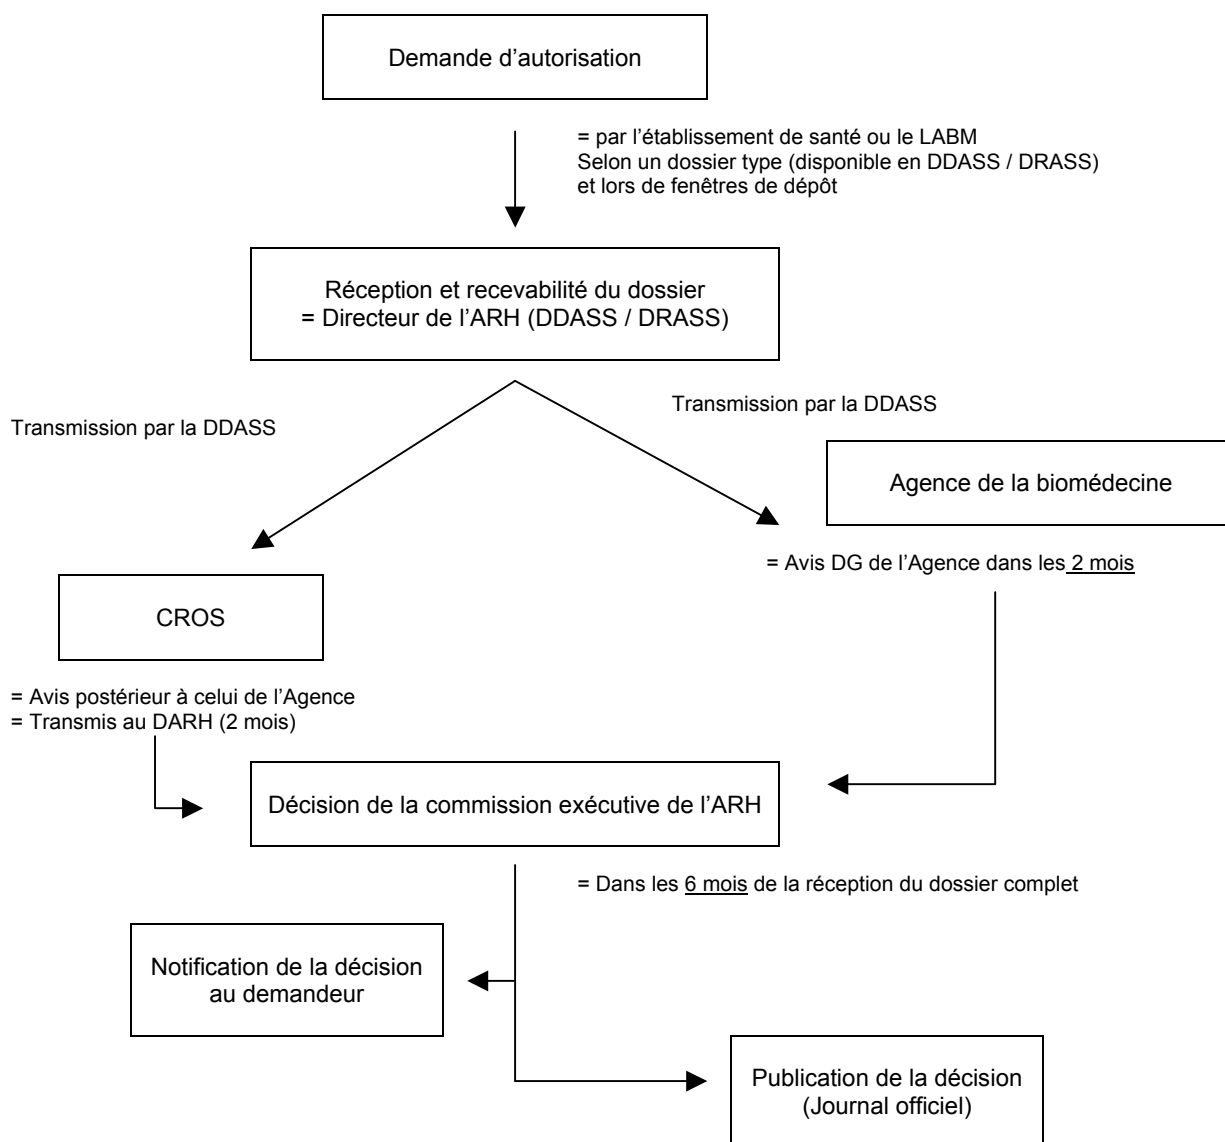 Demande d'autorisation
= par l'établissement de santé ou le LABM
Selon un dossier type (disponible en DDASS / DRASS)
et lors de fenêtres de dépôt
Réception et recevabilité du dossier
= Directeur de l'ARH (DDASS / DRASS)
Transmission par la DDASS
Transmission par la DDASS
Agence de la biomédecine
= Avis DG de l'Agence dans les 2 mois
CROS
= Avis postérieur à celui de l'Agence
= Transmis au DARH (2 mois)
Décision de la commission exécutive de l'ARH
= Dans les 6 mois de la réception du dossier complet
Notification de la décision
au demandeur
Publication de la décision
(Journal officiel)